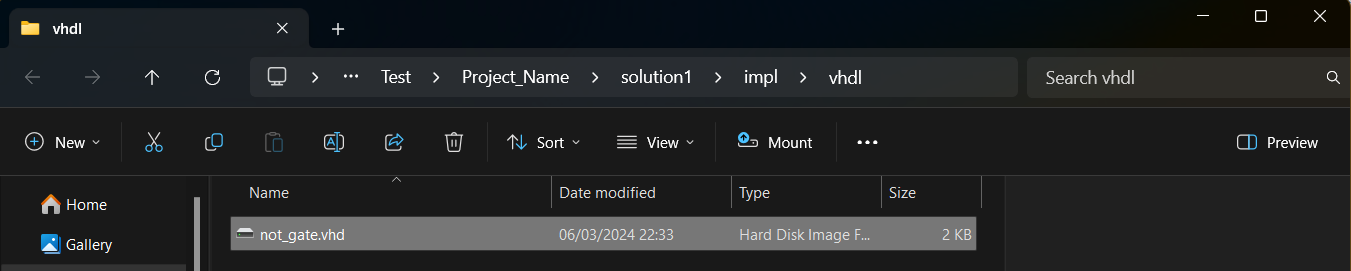 vhdl
··· Test > Project_Name > solution1 > impl > vhdl Search vhdl
New Sort View Mount ··· Preview
Name Date modified Type Size
Home
not_gate.vhd 06/03/2024 22:33 Hard Disk Image F... 2 KB
Gallery